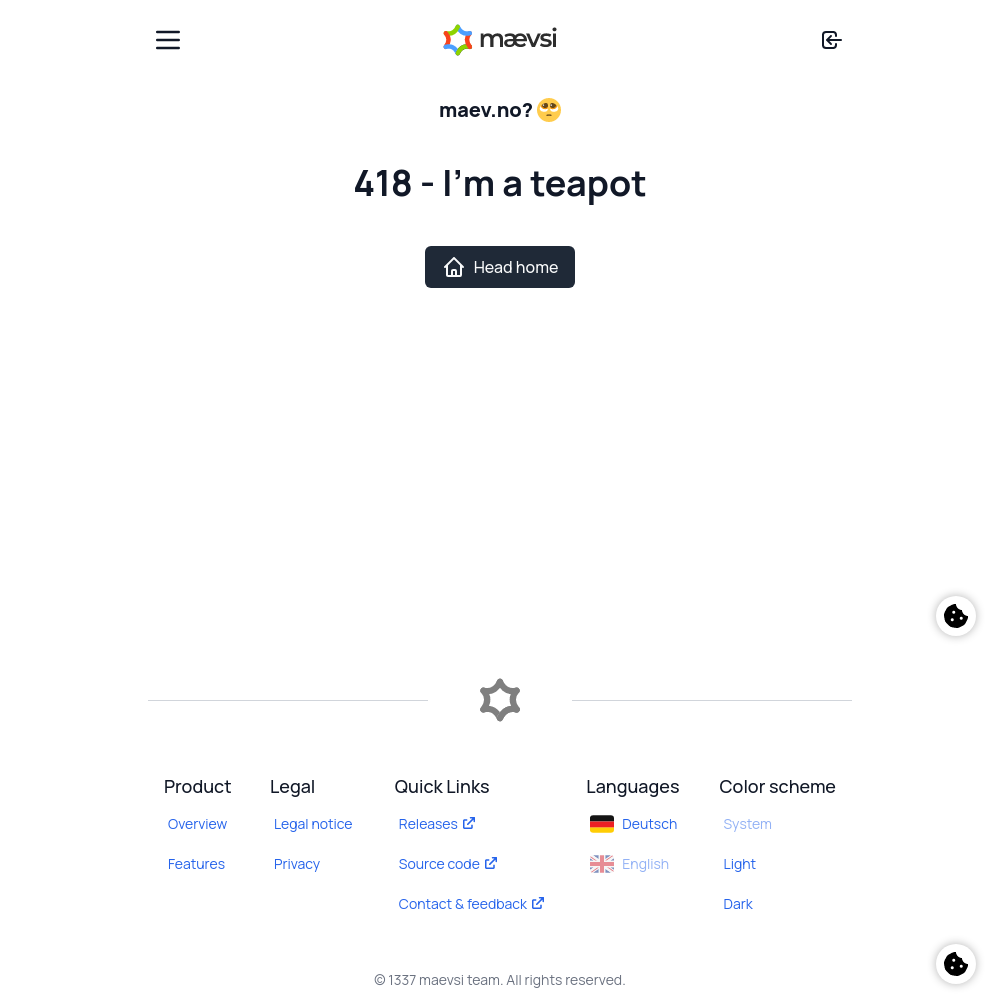 mævsi
maev.no? 🥺
418 - I'm a teapot
Head home
Product
Overview
Features
Legal
Legal notice
Privacy
Quick Links
Releases
Source code
Contact & feedback
Languages
Deutsch
English
Color scheme
System
Light
Dark
© 1337 maevsi team. All rights reserved.